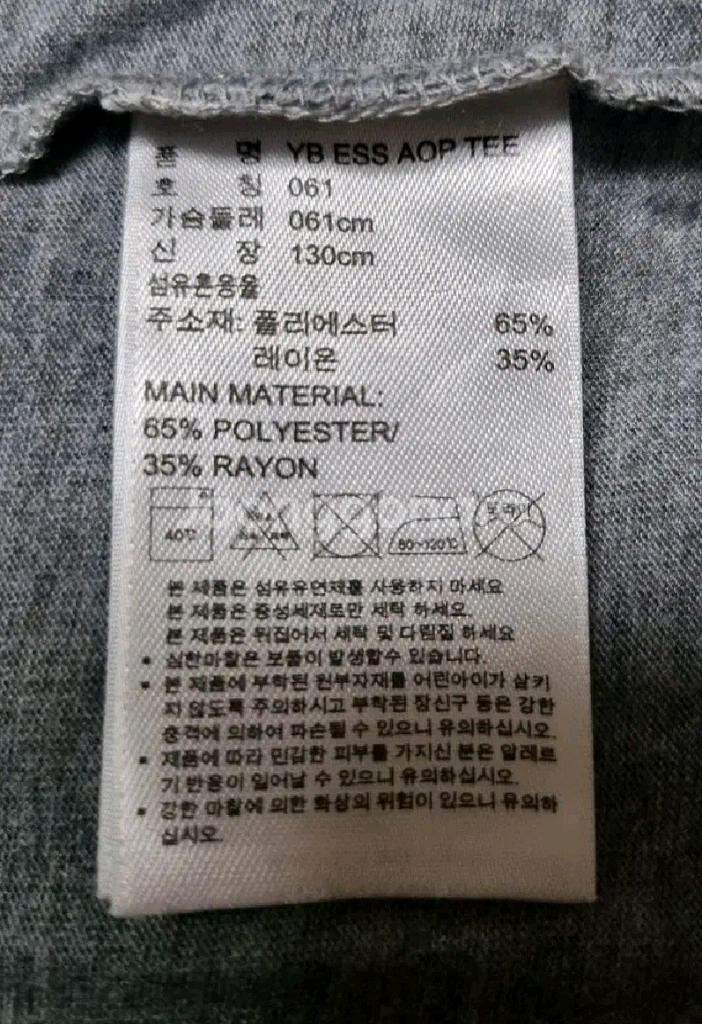 품 명 YB ESS AOP TEE
호 칭 061
가슴둘레 061cm
신 장 130cm
섬유혼용율
주소재: 폴리에스터 65%
레이온 35%
MAIN MATERIAL:
65% POLYESTER/
35% RAYON
40℃ 80~120℃ 드라이
본 제품은 섬유유연제를 사용하지 마세요
본 제품은 중성세제로만 세탁 하세요.
본 제품은 뒤집어서 세탁 및 다림질 하세요
• 심한마찰은 보풀이 발생할수 있습니다.
• 본 제품에 부착된 원부자재를 어린아이가 삼키
지 않도록 주의하시고 부착된 장신구 등은 강한
충격에 의하여 파손될 수 있으니 유의하십시오.
• 제품에 따라 민감한 피부를 가지신 분은 알레르
기 반응이 일어날 수 있으니 유의하십시오.
• 강한 마찰에 의한 화상의 위험이 있으니 유의하
십시오.